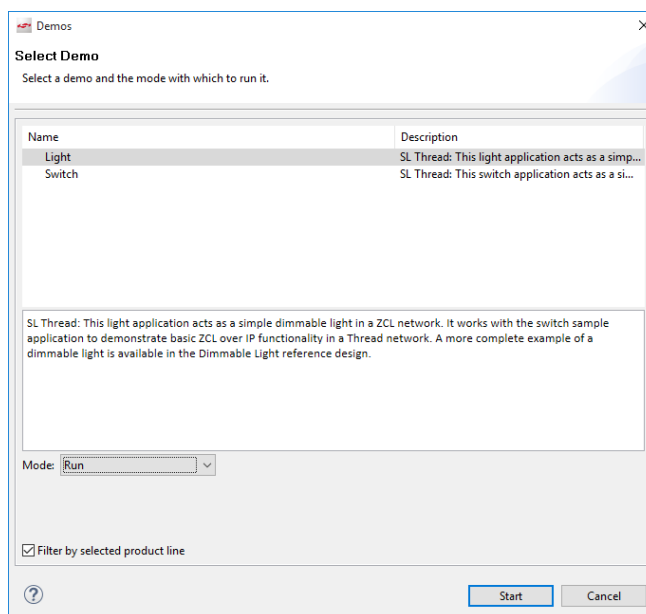 Demos
Select Demo
Select a demo and the mode with which to run it.
Name Description
Light SL Thread: This light application acts as a simp...
Switch SL Thread: This switch application acts as a si...
SL Thread: This light application acts as a simple dimmable light in a ZCL network. It works with the switch sample
application to demonstrate basic ZCL over IP functionality in a Thread network. A more complete example of a
dimmable light is available in the Dimmable Light reference design.
Mode: Run
Filter by selected product line
? Start Cancel